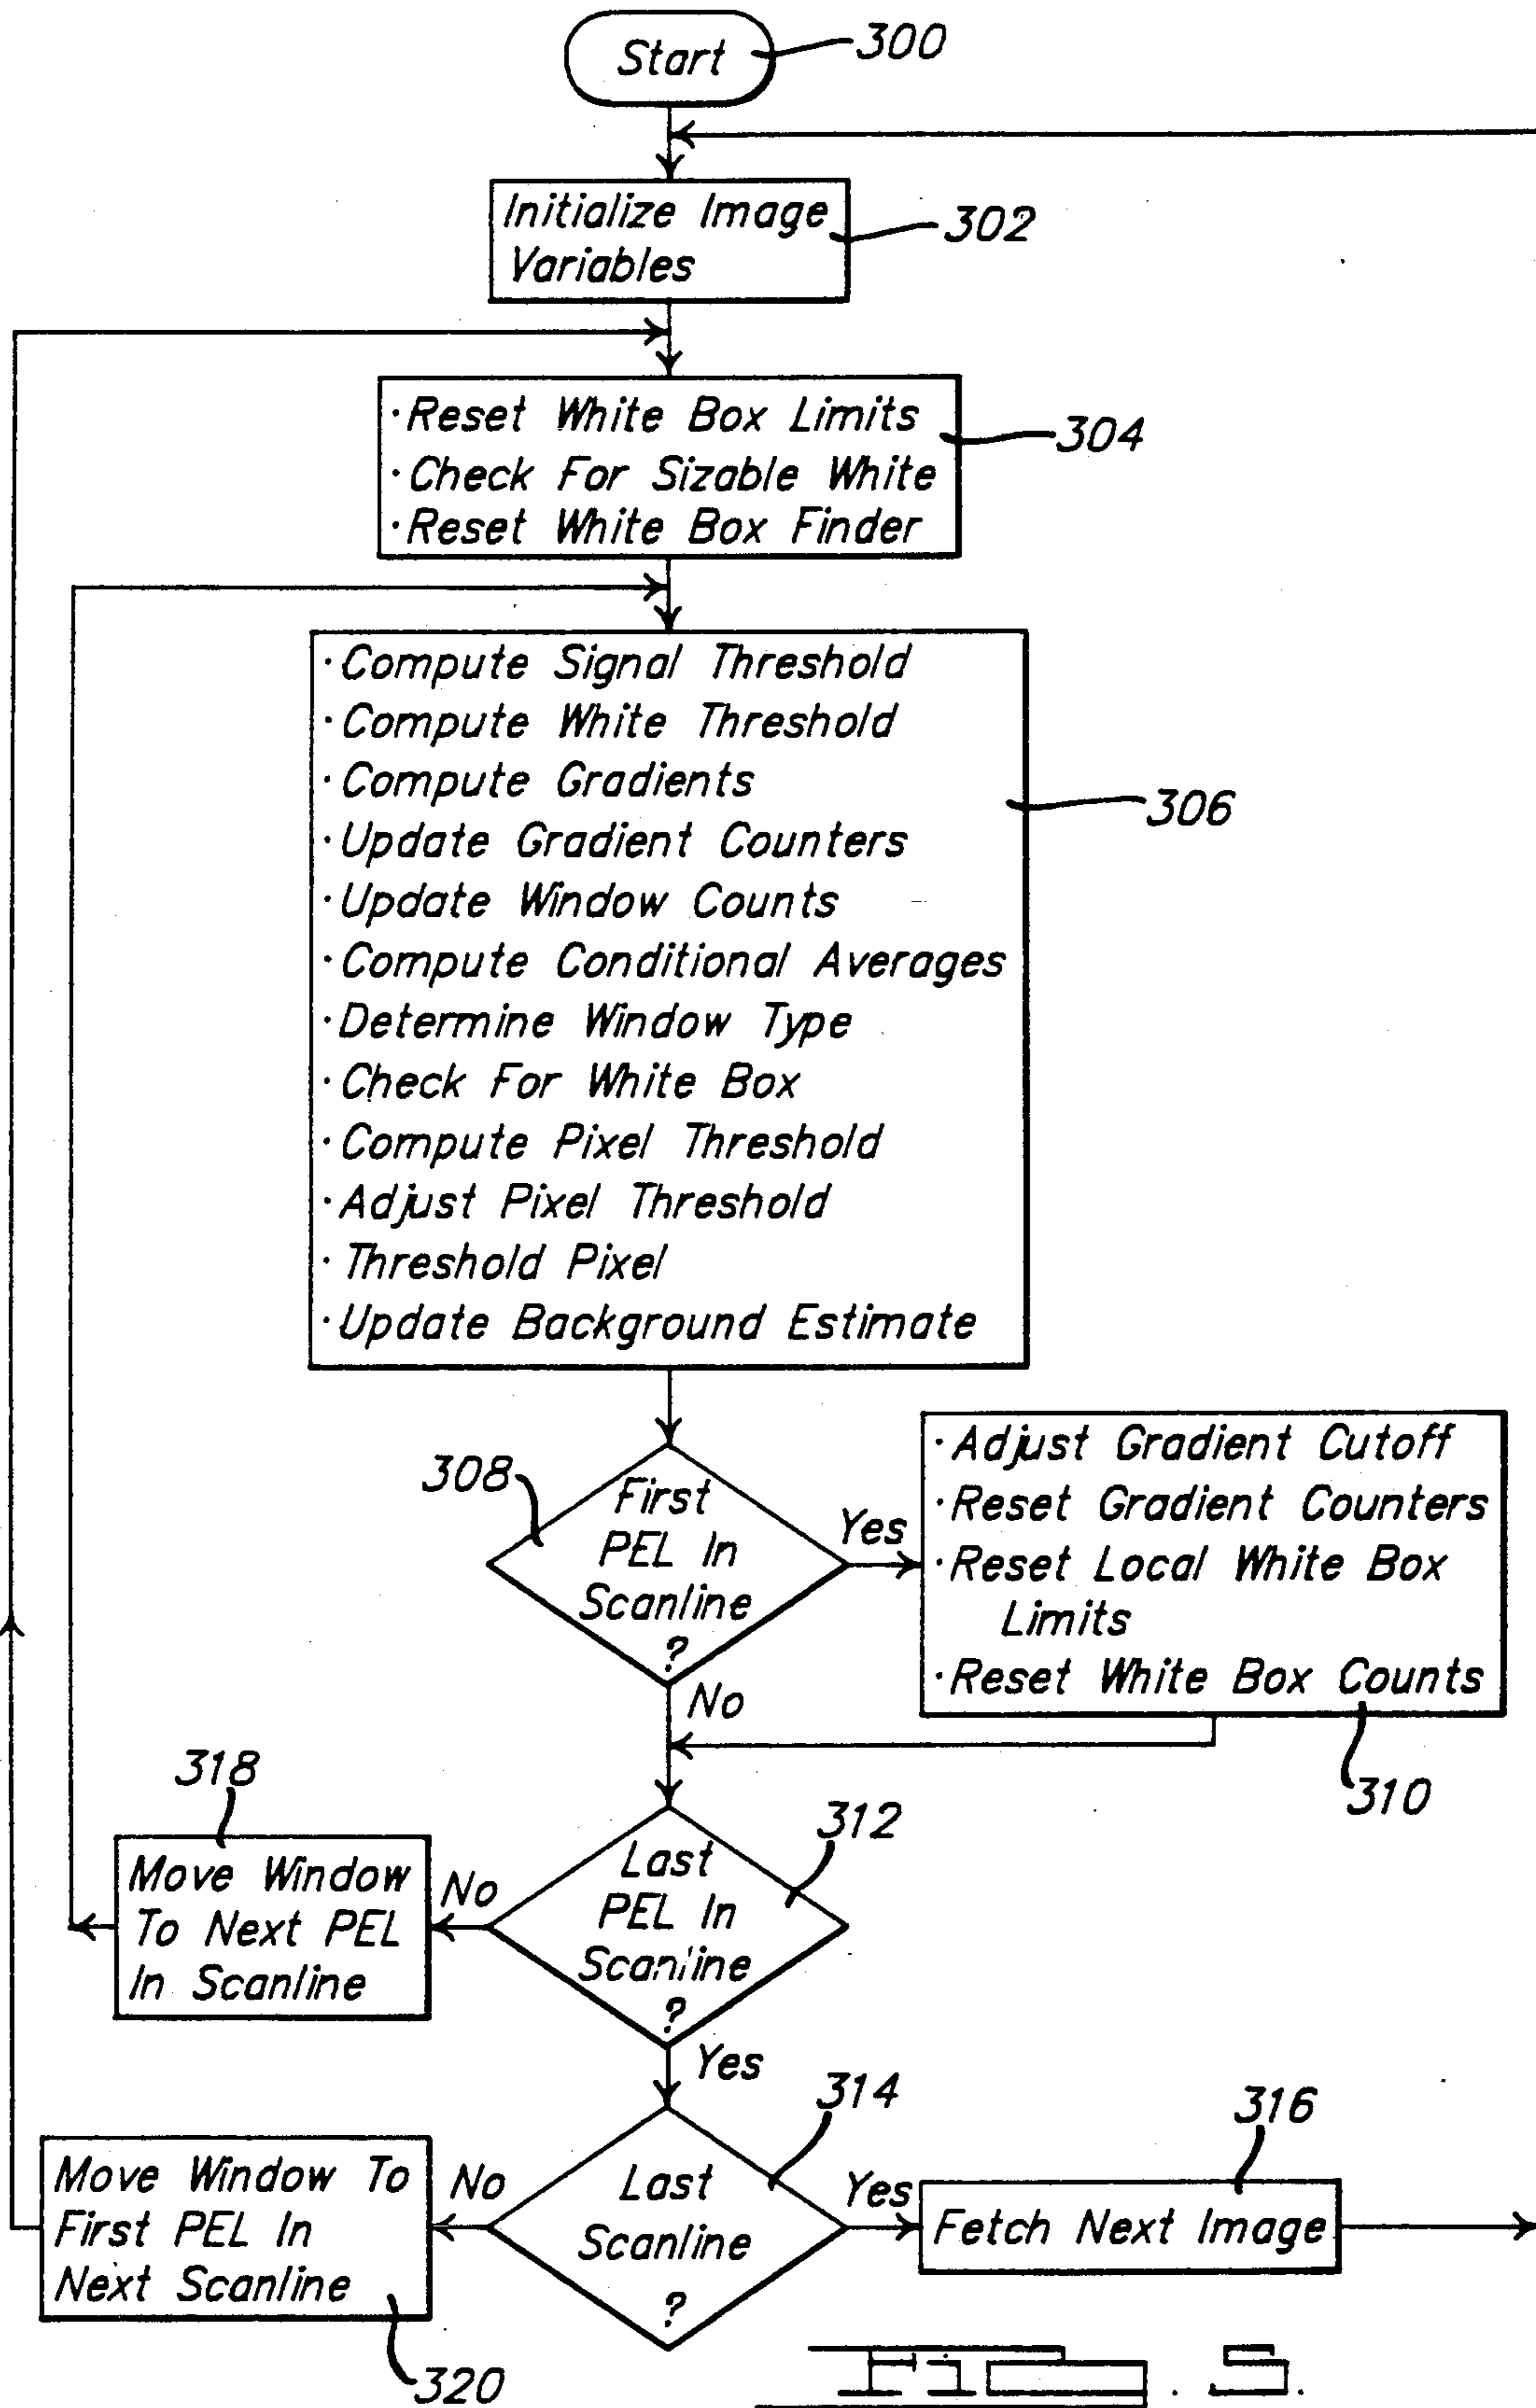 Start
300
Initialize Image
Variables
302
·Reset White Box Limits
·Check For Sizable White
·Reset White Box Finder
304
·Compute Signal Threshold
·Compute White Threshold
·Compute Gradients
·Update Gradient Counters
·Update Window Counts
·Compute Conditional Averages
·Determine Window Type
·Check For White Box
·Compute Pixel Threshold
·Adjust Pixel Threshold
·Threshold Pixel
·Update Background Estimate
306
308
First
PEL In
Scanline
?
Yes
No
·Adjust Gradient Cutoff
·Reset Gradient Counters
·Reset Local White Box
Limits
·Reset White Box Counts
310
318
Move Window
To Next PEL
In Scanline
No
312
Last
PEL In
Scanline
?
Yes
314
Move Window To
First PEL In
Next Scanline
320
No
Last
Scanline
?
Yes
316
Fetch Next Image
FIG. 5.